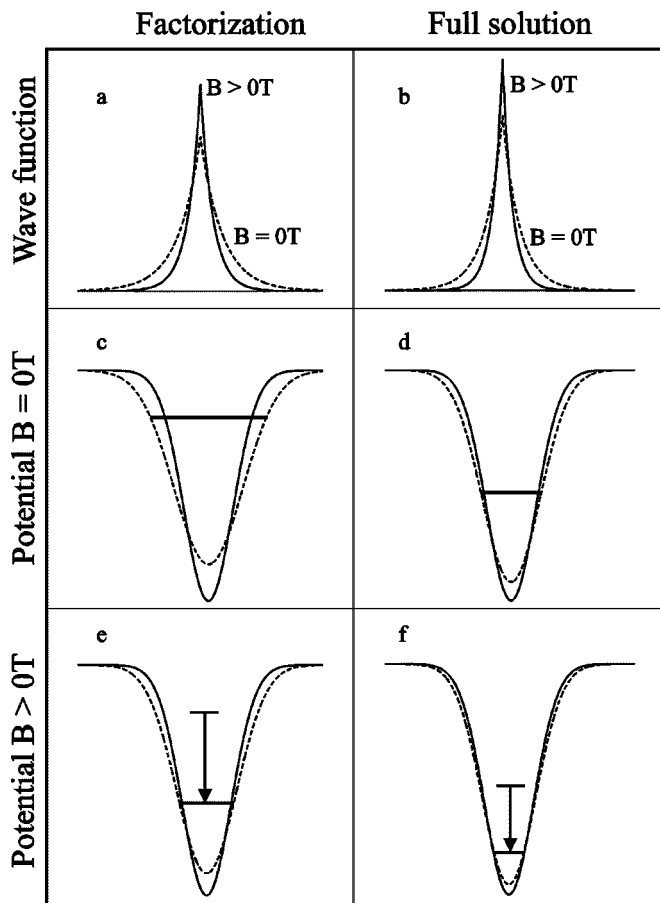 Factorization
Full solution
Wave function
a
B > 0T
B = 0T
b
B > 0T
B = 0T
Potential B = 0T
c
d
Potential B > 0T
e
f